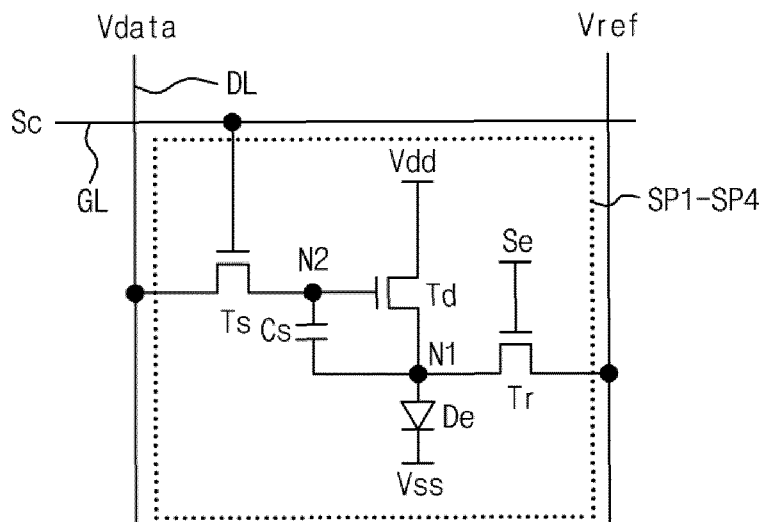 Vdata
Vref
DL
Sc
GL
Vdd
SP1-SP4
Se
N2
Td
Ts
Cs
N1
Tr
De
Vss